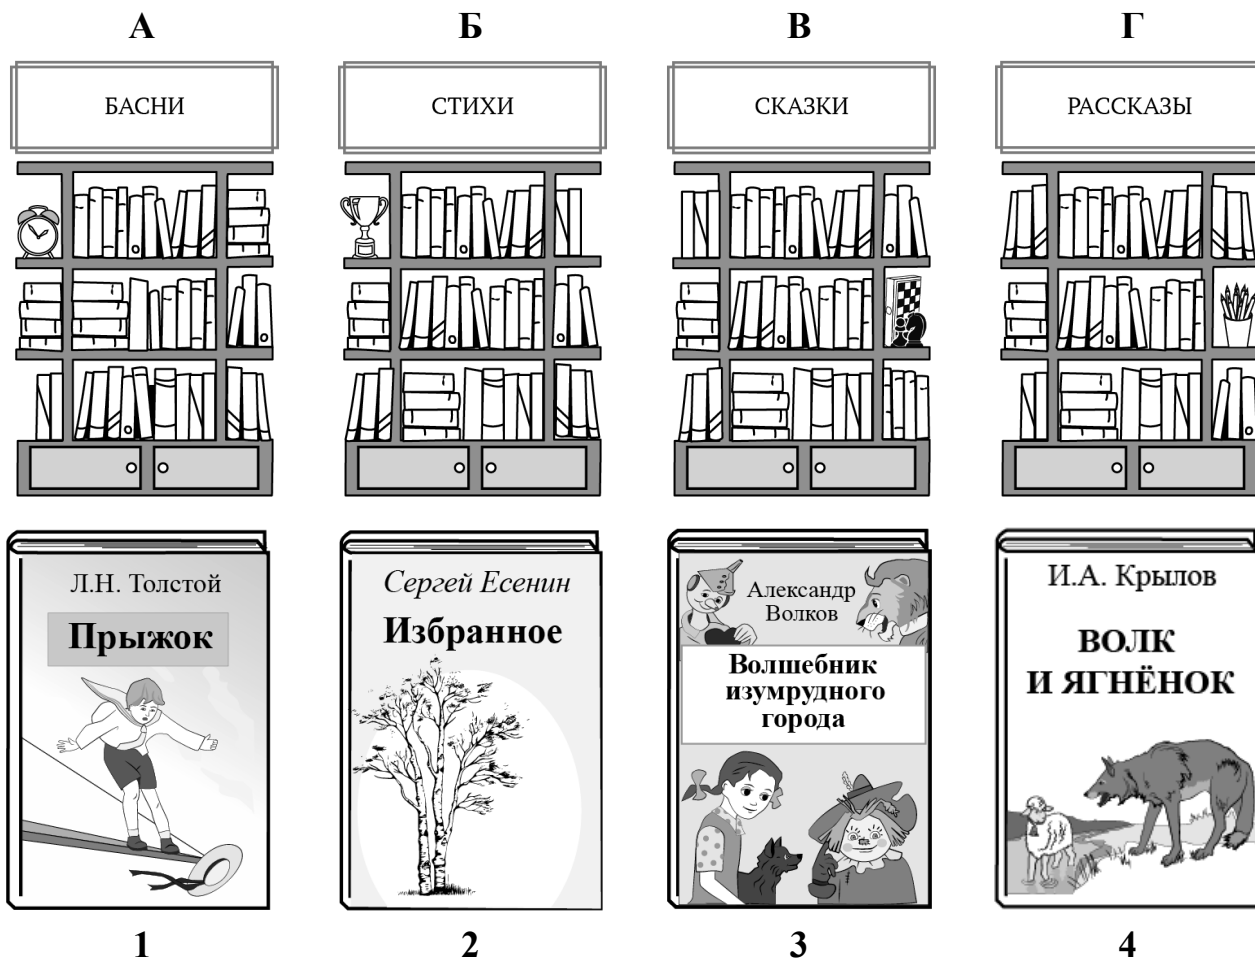 А
Б
В
Г
БАСНИ
СТИХИ
СКАЗКИ
РАССКАЗЫ
Л.Н. Толстой
Прыжок
Сергей Есенин
Избранное
Александр
Волков
Волшебник
изумрудного
города
И.А. Крылов
ВОЛК
И ЯГНЁНОК
1
2
3
4